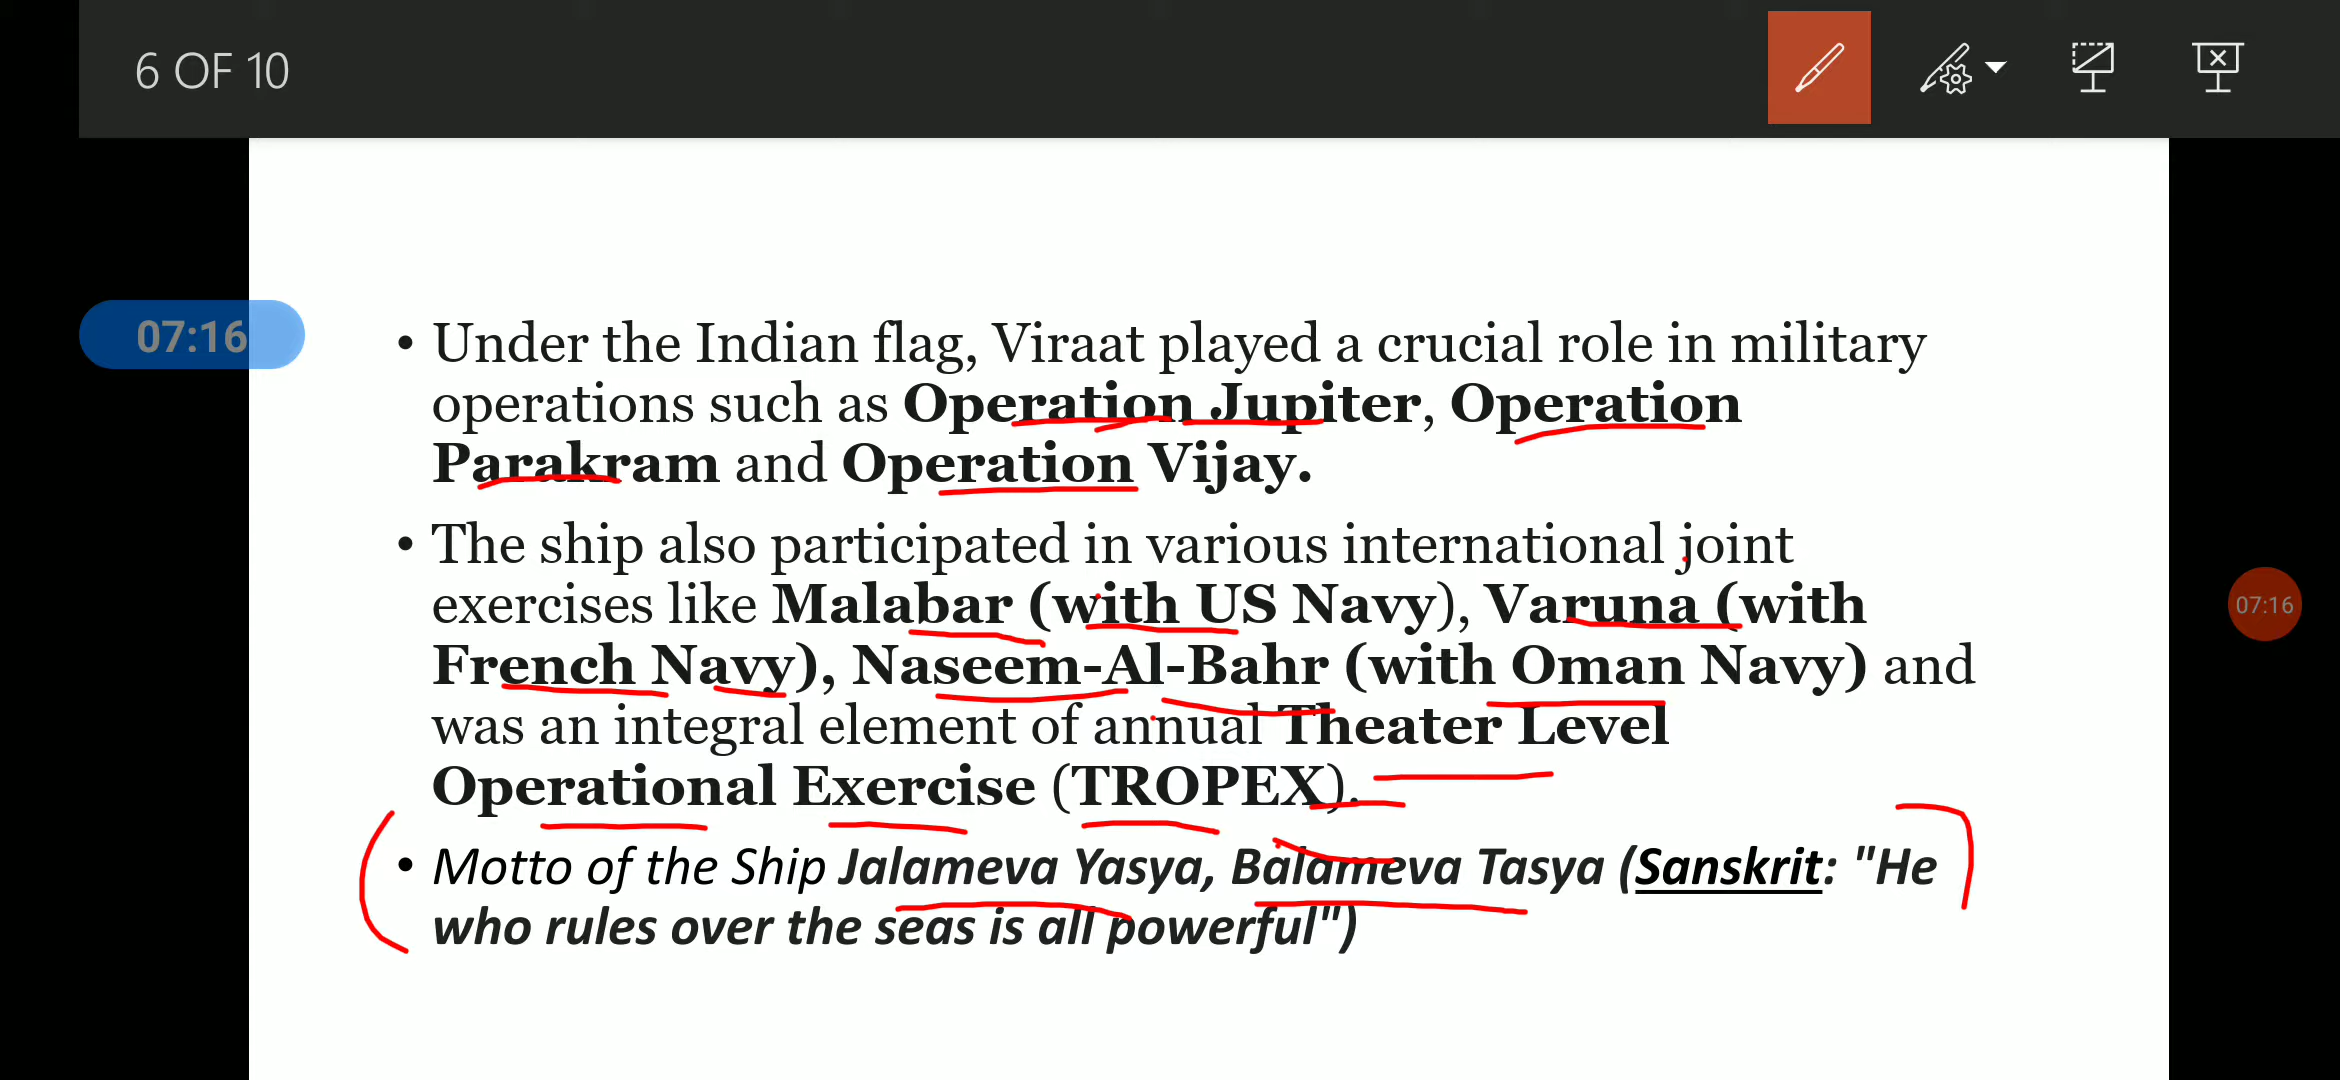 6 OF 10
07:16
• Under the Indian flag, Viraat played a crucial role in military
operations such as Operation Jupiter, Operation
Parakram and Operation Vijay.
• The ship also participated in various international joint
exercises like Malabar (with US Navy), Varuna (with
French Navy), Naseem-Al-Bahr (with Oman Navy) and
was an integral element of annual Theater Level
Operational Exercise (TROPEX).
• Motto of the Ship Jalameva Yasya, Balameva Tasya (Sanskrit: "He
who rules over the seas is all powerful")
07:16